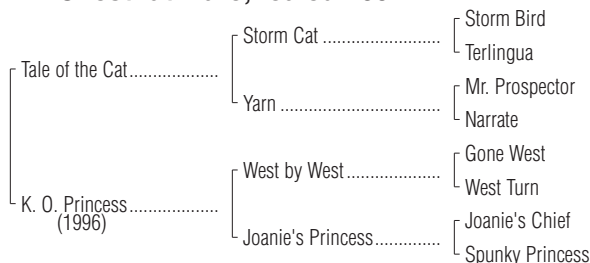 Storm Bird
Storm Cat
Terlingua
Tale of the Cat
Mr. Prospector
Yarn
Narrate
Gone West
West by West
West Turn
K. O. Princess
(1996)
Joanie's Chief
Joanie's Princess
Spunky Princess